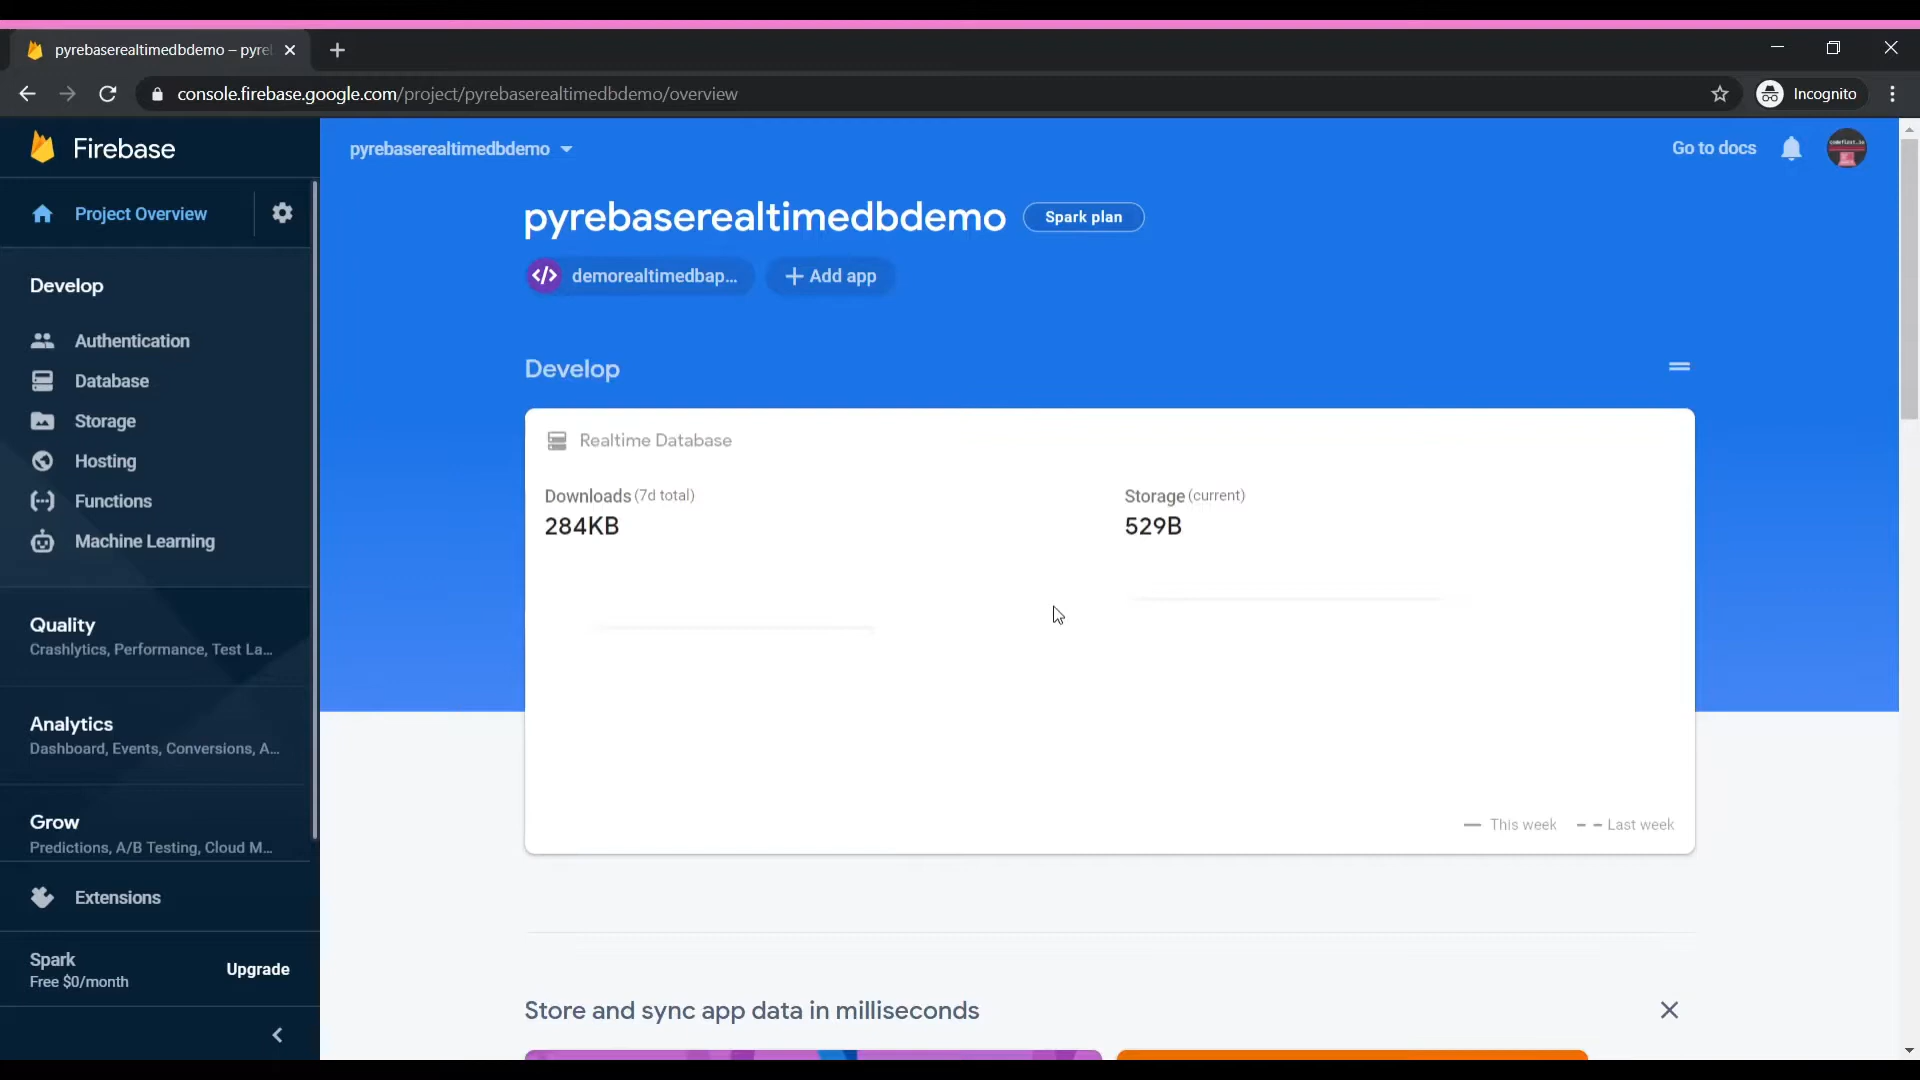 pyrebaserealtimedbdemo – pyre
console.firebase.google.com/project/pyrebaserealtimedbdemo/overview
Incognito
Firebase
pyrebaserealtimedbdemo
Go to docs
Project Overview
pyrebaserealtimedbdemo
Spark plan
demorealtimedbap...
Add app
Develop
Authentication
Database
Storage
Hosting
Functions
Machine Learning
Quality
Crashlytics, Performance, Test La...
Analytics
Dashboard, Events, Conversions, A...
Grow
Predictions, A/B Testing, Cloud M...
Extensions
Spark
Free $0/month
Upgrade
Develop
Realtime Database
Downloads (7d total)
284KB
Storage (current)
529B
This week
Last week
Store and sync app data in milliseconds